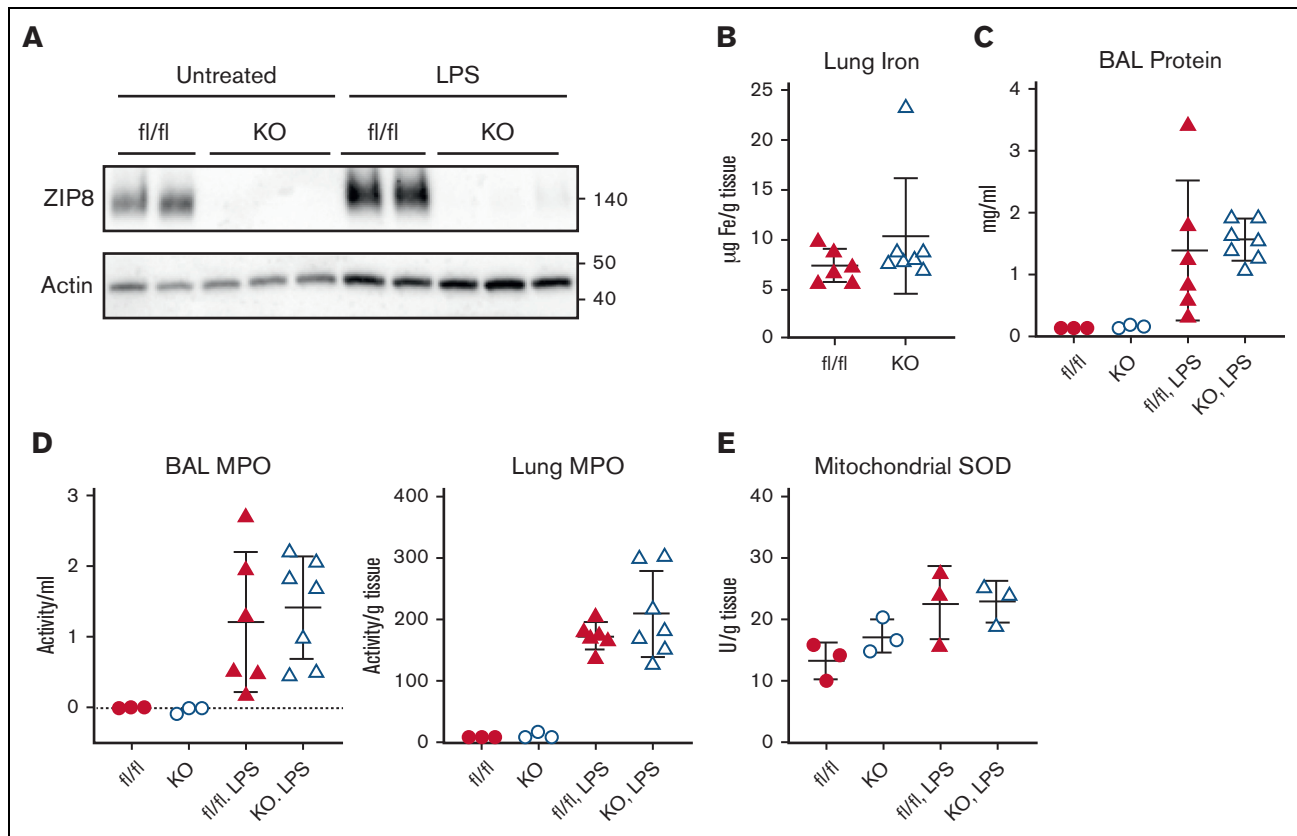 A
Untreated LPS
fl/fl KO fl/fl KO
ZIP8
140
Actin
50
40
B
Lung Iron
µg Fe/g tissue
25
20
15
10
5
0
fl/fl KO
C
BAL Protein
mg/ml
4
3
2
1
0
fl/fl KO fl/fl, LPS KO, LPS
D
BAL MPO
Activity/ml
3
2
1
0
fl/fl KO fl/fl. LPS KO. LPS
Lung MPO
Activity/g tissue
400
300
200
100
0
fl/fl KO fl/fl, LPS KO, LPS
E
Mitochondrial SOD
U/g tissue
40
30
20
10
0
fl/fl KO fl/fl, LPS KO, LPS